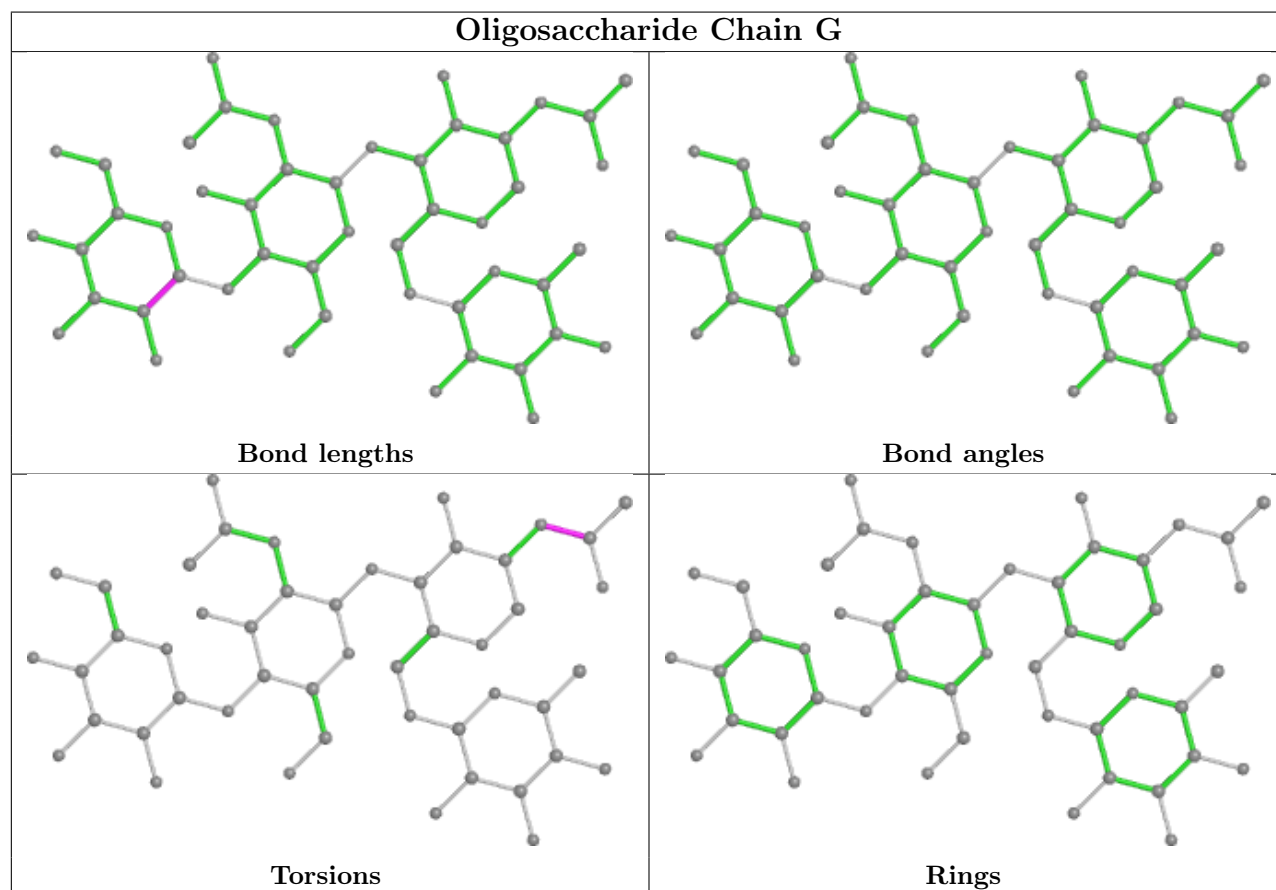 Oligosaccharide Chain G
Bond lengths
Bond angles
Torsions
Rings